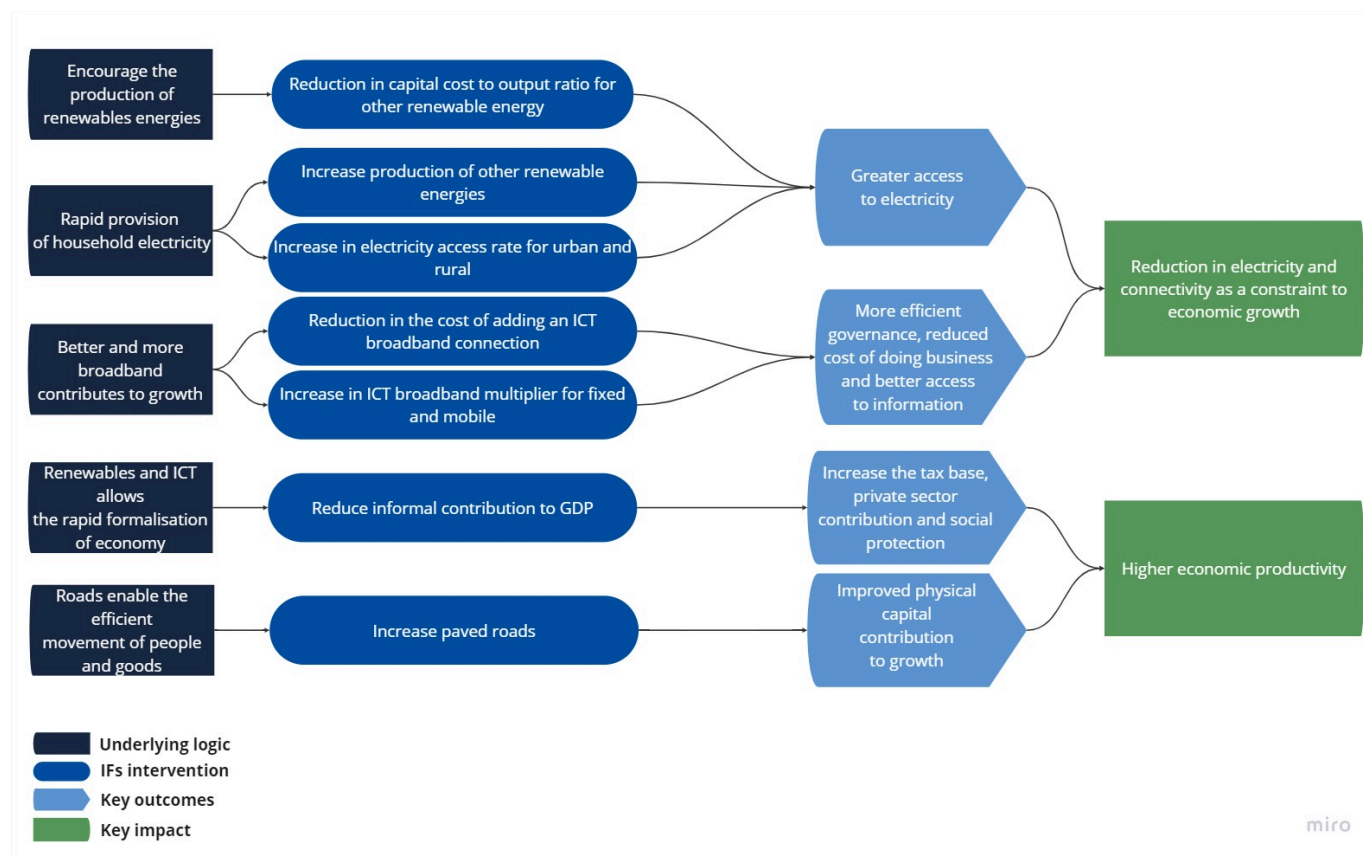 Encourage the
production of
renewables energies
Reduction in capital cost to output ratio for
other renewable energy
Rapid provision
of household electricity
Increase production of other renewable
energies
Increase in electricity access rate for urban and
rural
Greater access
to electricity
Better and more
broadband
contributes to growth
Reduction in the cost of adding an ICT
broadband connection
Increase in ICT broadband multiplier for fixed
and mobile
More efficient
governance, reduced
cost of doing business
and better access
to information
Reduction in electricity and
connectivity as a constraint to
economic growth
Renewables and ICT
allows
the rapid formalisation
of economy
Reduce informal contribution to GDP
Increase the tax base,
private sector
contribution and social
protection
Roads enable the
efficient
movement of people
and goods
Increase paved roads
Improved physical
capital
contribution
to growth
Higher economic productivity
Underlying logic
IFs intervention
Key outcomes
Key impact
miro